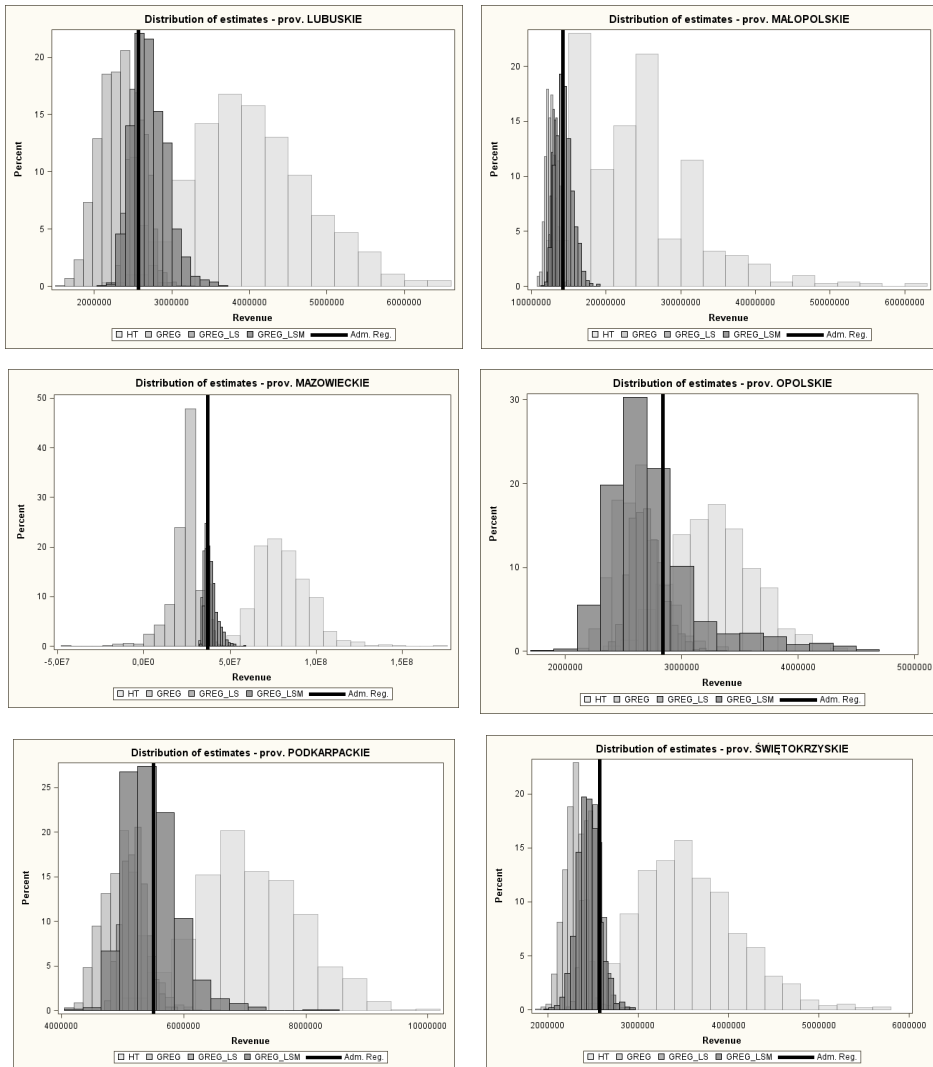 Distribution of estimates - prov. LUBUSKIE
20
15
10
5
0
Percent
2000000 3000000 4000000 5000000 6000000
Revenue
HT GREG GREG_LS GREG_LSM Adm. Reg.
Distribution of estimates - prov. MAŁOPOLSKIE
20
15
10
5
0
Percent
10000000 20000000 30000000 40000000 50000000 60000000
Revenue
HT GREG GREG_LS GREG_LSM Adm. Reg.
Distribution of estimates - prov. MAZOWIECKIE
50
40
30
20
10
0
Percent
-5,0E7 0,0E0 5,0E7 1,0E8 1,5E8
Revenue
HT GREG GREG_LS GREG_LSM Adm. Reg.
Distribution of estimates - prov. OPOLSKIE
30
20
10
0
Percent
2000000 3000000 4000000 5000000
Revenue
HT GREG GREG_LS GREG_LSM Adm. Reg.
Distribution of estimates - prov. PODKARPACKIE
25
20
15
10
5
0
Percent
4000000 6000000 8000000 10000000
Revenue
HT GREG GREG_LS GREG_LSM Adm. Reg.
Distribution of estimates - prov. ŚWIĘTOKRZYSKIE
20
15
10
5
0
Percent
2000000 3000000 4000000 5000000 6000000
Revenue
HT GREG GREG_LS GREG_LSM Adm. Reg.